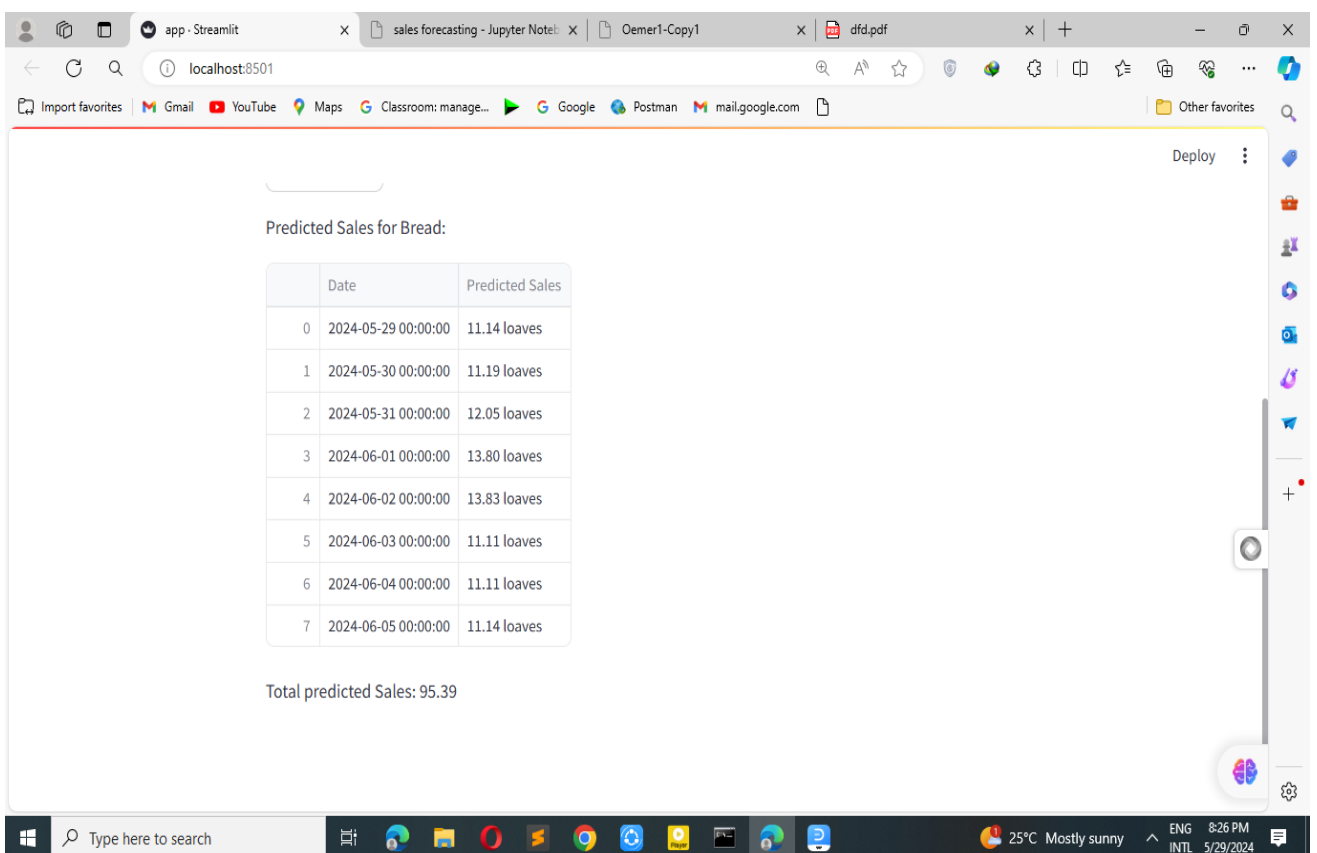 app - Streamlit
sales forecasting - Jupyter Noteb
Oemer1-Copy1
dfd.pdf
localhost:8501
Import favorites
Gmail
YouTube
Maps
Classroom: manage...
Google
Postman
mail.google.com
Other favorites
Deploy
Predicted Sales for Bread:
Date Predicted Sales
0 2024-05-29 00:00:00 11.14 loaves
1 2024-05-30 00:00:00 11.19 loaves
2 2024-05-31 00:00:00 12.05 loaves
3 2024-06-01 00:00:00 13.80 loaves
4 2024-06-02 00:00:00 13.83 loaves
5 2024-06-03 00:00:00 11.11 loaves
6 2024-06-04 00:00:00 11.11 loaves
7 2024-06-05 00:00:00 11.14 loaves
Total predicted Sales: 95.39
Type here to search
Player
25°C Mostly sunny
ENG
INTL
8:26 PM
5/29/2024